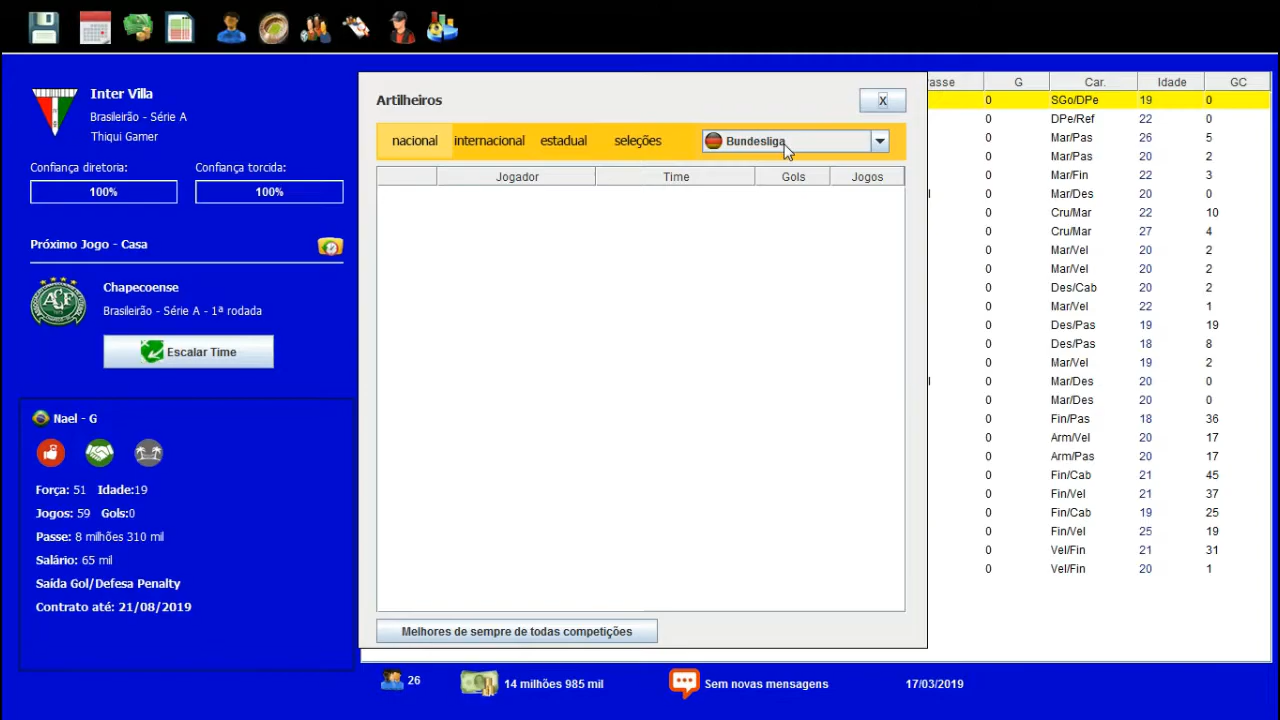 Inter Villa
Brasileirão - Série A
Thiqui Gamer
Confiança diretoria:
Confiança torcida:
100%
100%
Próximo Jogo - Casa
Chapecoense
Brasileirão - Série A - 1ª rodada
Escalar Time
Nael - G
Força: 51 Idade:19
Jogos: 59 Gols:0
Passe: 8 milhões 310 mil
Salário: 65 mil
Saída Gol/Defesa Penalty
Contrato até: 21/08/2019
Artilheiros
X
nacional internacional estadual seleções Bundesliga
Jogador Time Gols Jogos
Melhores de sempre de todas competições
asse G Car. Idade GC
0 SGo/DPe 19 0
0 DPe/Ref 22 0
0 Mar/Pas 26 5
0 Mar/Pas 20 2
0 Mar/Fin 22 3
0 Mar/Des 20 0
0 Cru/Mar 22 10
0 Cru/Mar 27 4
0 Mar/Vel 20 2
0 Mar/Vel 20 2
0 Des/Cab 20 2
0 Mar/Vel 22 1
0 Des/Pas 19 19
0 Des/Pas 18 8
0 Mar/Vel 19 2
0 Mar/Des 20 0
0 Mar/Des 20 0
0 Fin/Pas 18 36
0 Arm/Vel 20 17
0 Arm/Pas 20 17
0 Fin/Cab 21 45
0 Fin/Vel 21 37
0 Fin/Cab 19 25
0 Fin/Vel 25 19
0 Vel/Fin 21 31
0 Vel/Fin 20 1
26 14 milhões 985 mil Sem novas mensagens 17/03/2019